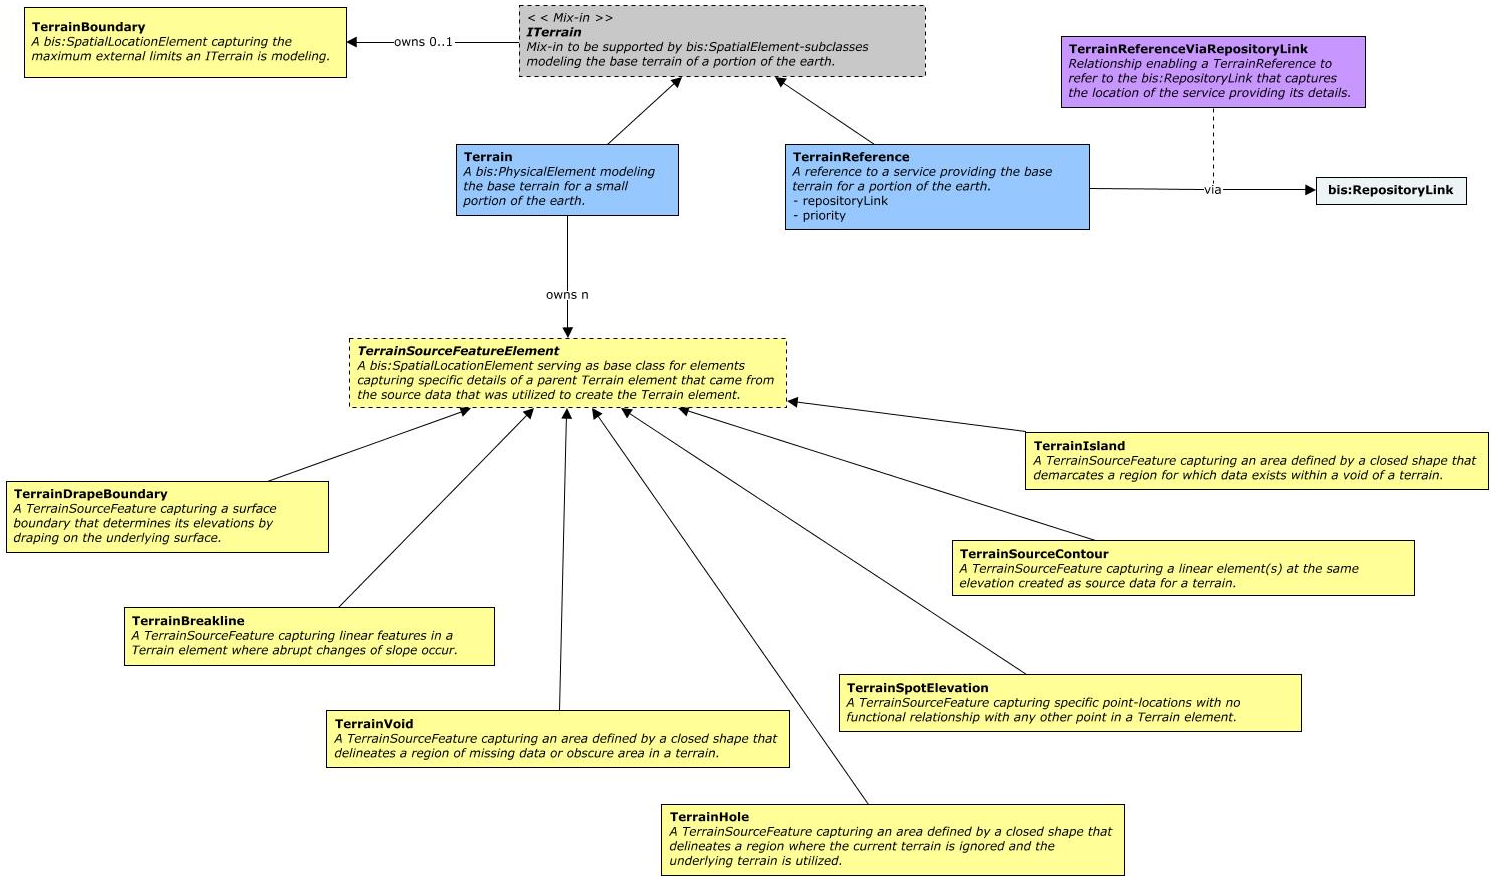 TerrainBoundary
A bis:SpatialLocationElement capturing the
maximum external limits an ITerrain is modeling.
owns 0..1
< < Mix-in >>
ITerrain
Mix-in to be supported by bis:SpatialElement-subclasses
modeling the base terrain of a portion of the earth.
TerrainReferenceViaRepositoryLink
Relationship enabling a TerrainReference to
refer to the bis:RepositoryLink that captures
the location of the service providing its details.
Terrain
A bis:PhysicalElement modeling
the base terrain for a small
portion of the earth.
TerrainReference
A reference to a service providing the base
terrain for a portion of the earth.
- repositoryLink
- priority
via
bis:RepositoryLink
owns n
TerrainSourceFeatureElement
A bis:SpatialLocationElement serving as base class for elements
capturing specific details of a parent Terrain element that came from
the source data that was utilized to create the Terrain element.
TerrainIsland
A TerrainSourceFeature capturing an area defined by a closed shape that
demarcates a region for which data exists within a void of a terrain.
TerrainDrapeBoundary
A TerrainSourceFeature capturing a surface
boundary that determines its elevations by
draping on the underlying surface.
TerrainSourceContour
A TerrainSourceFeature capturing a linear element(s) at the same
elevation created as source data for a terrain.
TerrainBreakline
A TerrainSourceFeature capturing linear features in a
Terrain element where abrupt changes of slope occur.
TerrainSpotElevation
A TerrainSourceFeature capturing specific point-locations with no
functional relationship with any other point in a Terrain element.
TerrainVoid
A TerrainSourceFeature capturing an area defined by a closed shape that
delineates a region of missing data or obscure area in a terrain.
TerrainHole
A TerrainSourceFeature capturing an area defined by a closed shape that
delineates a region where the current terrain is ignored and the
underlying terrain is utilized.